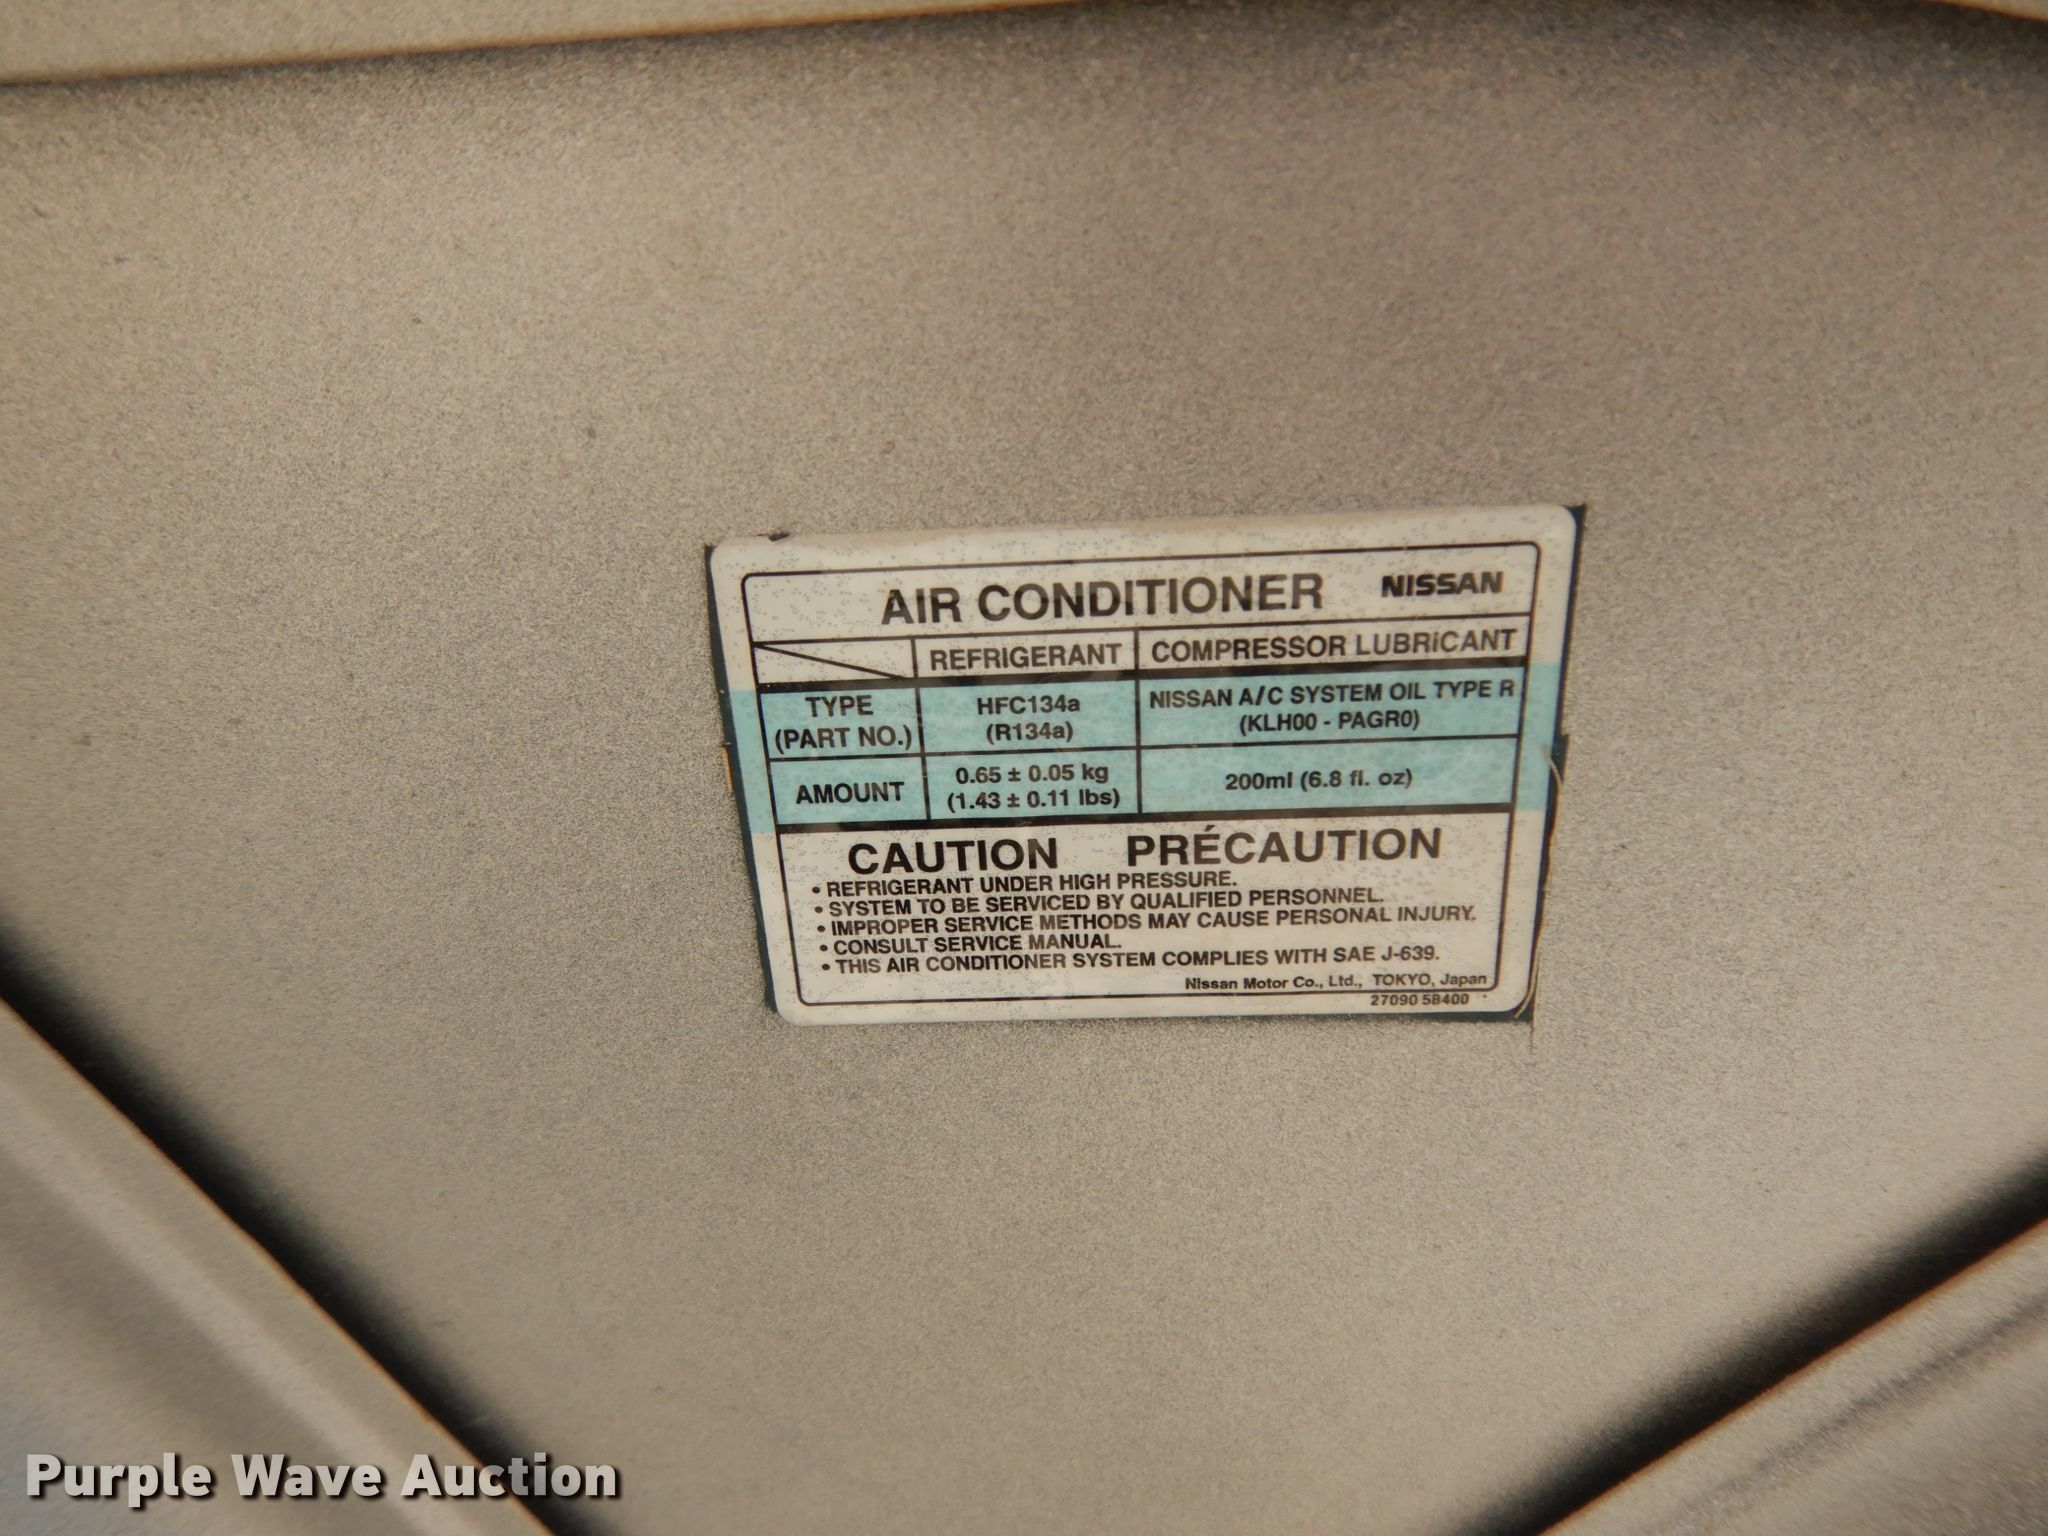 AIR CONDITIONER NISSAN
REFRIGERANT COMPRESSOR LUBRiCANT
TYPE
(PART NO.)
HFC134a
(R134a)
NISSAN A/C SYSTEM OIL TYPE R
(KLH00 - PAGR0)
AMOUNT
0.65 ± 0.05 kg
(1.43 ± 0.11 lbs)
200ml (6.8 fl. oz)
CAUTION PRÉCAUTION
• REFRIGERANT UNDER HIGH PRESSURE.
• SYSTEM TO BE SERVICED BY QUALIFIED PERSONNEL.
• IMPROPER SERVICE METHODS MAY CAUSE PERSONAL INJURY.
• CONSULT SERVICE MANUAL.
• THIS AIR CONDITIONER SYSTEM COMPLIES WITH SAE J-639.
Nissan Motor Co., Ltd., TOKYO, Japan
27090 5B400
Purple Wave Auction